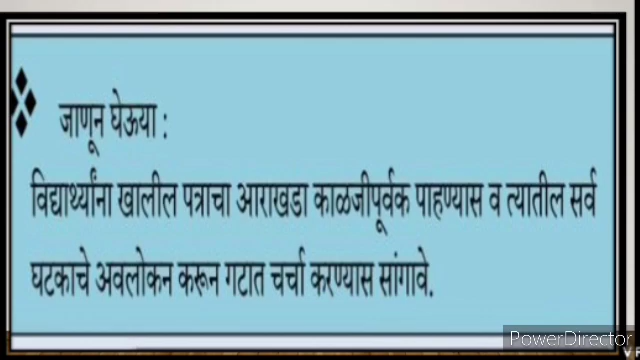 जाणून घेऊया :
विद्यार्थ्यांना खालील पत्राचा आराखडा काळजीपूर्वक पाहण्यास व त्यातील सर्व
घटकाचे अवलोकन करून गटात चर्चा करण्यास सांगावे.
PowerDirector